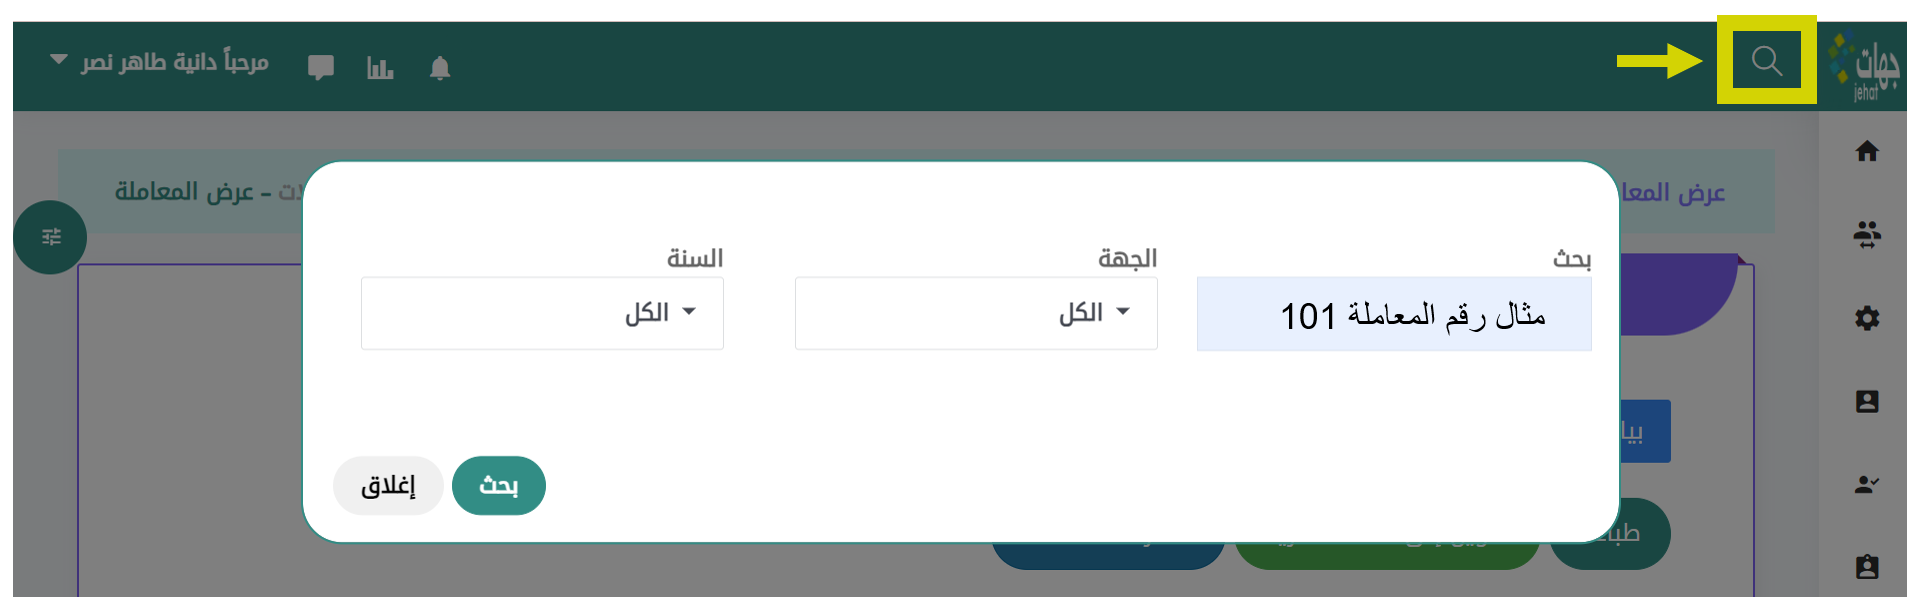 جهات
jehat
مرحباً دانية طاهر نصر
عرض المعا
ات – عرض المعاملة
بحث
الجهة
السنة
مثال رقم المعاملة 101
الكل
الكل
بيا
بحث
إغلاق
طبا